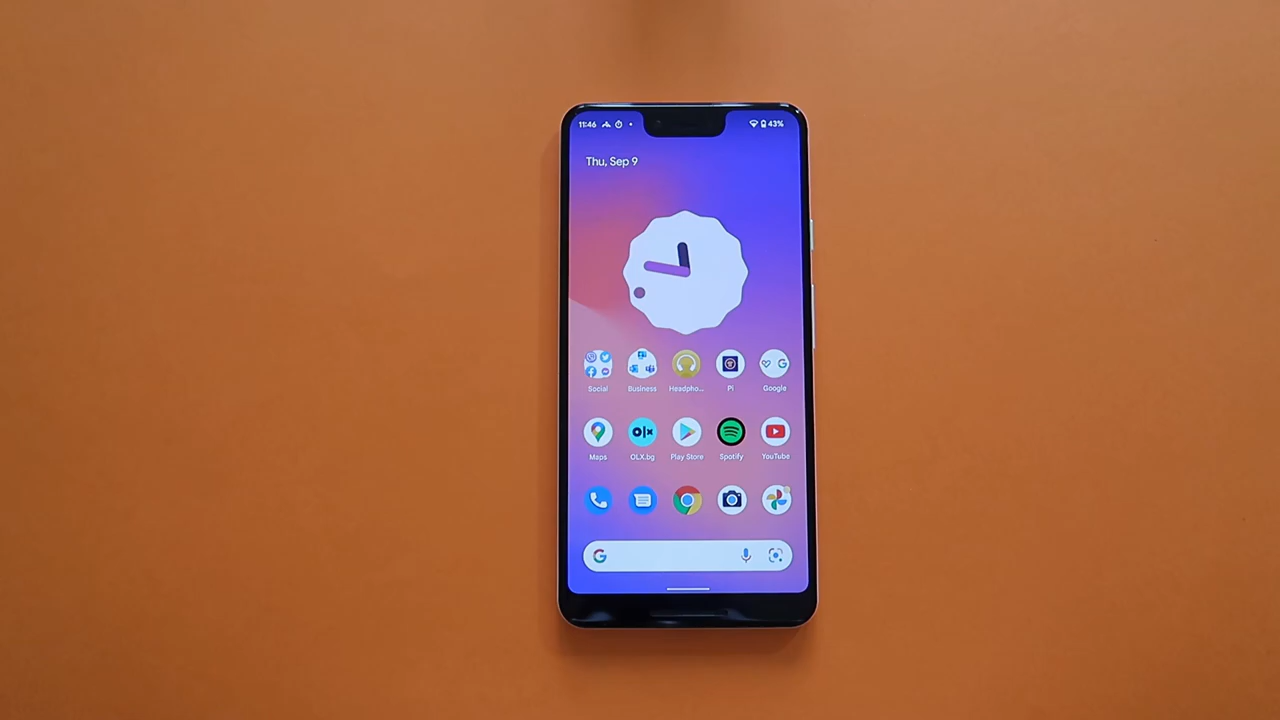 11:46 43%
Thu, Sep 9
Social Business Headpho... Pi Google
Maps OLX.bg Play Store Spotify YouTube